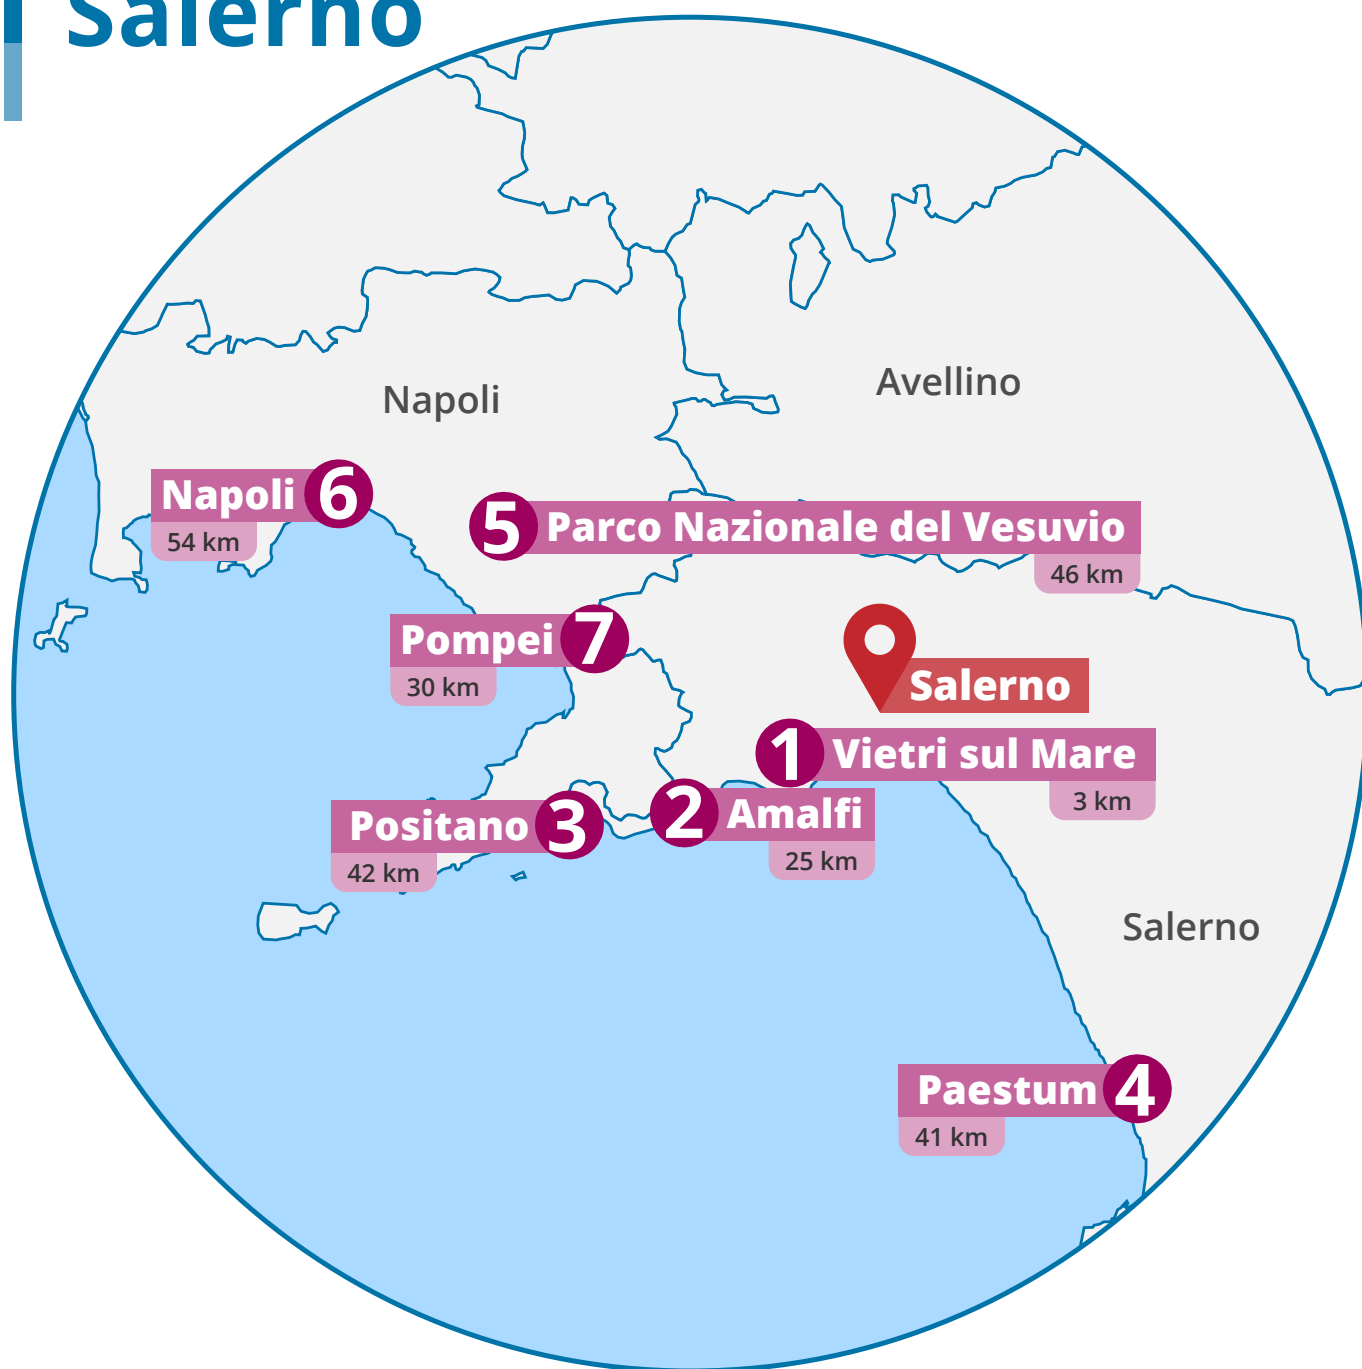 Salerno
Avellino
Napoli
Napoli 6
54 km
5 Parco Nazionale del Vesuvio
46 km
Pompei 7
30 km
Salerno
1 Vietri sul Mare
3 km
2 Amalfi
25 km
Positano 3
42 km
Salerno
Paestum 4
41 km